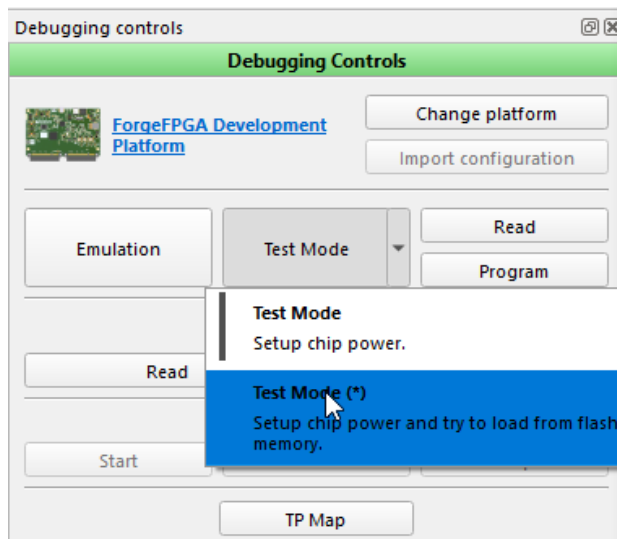 Debugging controls
Debugging Controls
ForgeFPGA Development
Platform
Change platform
Import configuration
Emulation
Test Mode
Read
Program
Test Mode
Setup chip power.
Read
Test Mode (*)
Setup chip power and try to load from flash
memory.
Start
TP Map